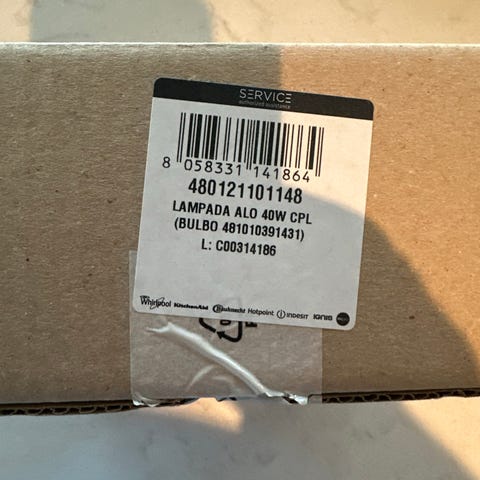 SERVICE
authorized assistance
8 058331 141864
480121101148
LAMPADA ALO 40W CPL
(BULBO 481010391431)
L: C00314186
Whirlpool KitchenAid Bauknecht Hotpoint indesit IGNIS